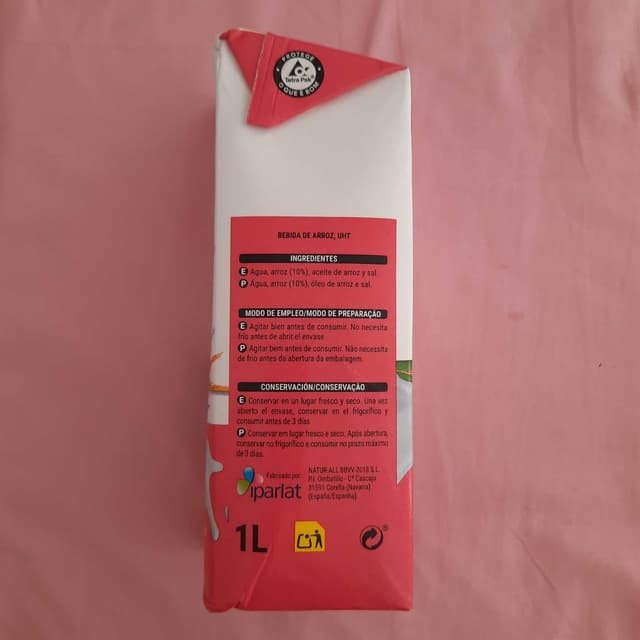 PROTEGE
Tetra Pak
O QUE É BOM
BEBIDA DE ARROZ, UHT
INGREDIENTES
E Agua, arroz (10%), aceite de arroz y sal.
P Água, arroz (10%), óleo de arroz e sal.
MODO DE EMPLEO/MODO DE PREPARAÇÃO
E Agitar bien antes de consumir. No necesita
frío antes de abrir el envase
P Agitar bem antes de consumir. Não necessita
de frio antes da abertura da embalagem.
CONSERVACIÓN/CONSERVAÇÃO
E Conservar en un lugar fresco y seco. Una vez
abierto el envase, conservar en el frigorífico y
consumir antes de 3 días
P Conservar em lugar fresco e seco. Após abertura,
conservar no frigorífico e consumir no prazo máximo
de 3 dias.
Fabricado por:
iparlat
NATUR-ALL BBVV-2018 S.L.
P.I. Ombatillo - Cº Cascajo
31591 Corella (Navarra)
(España/Espanha)
1L